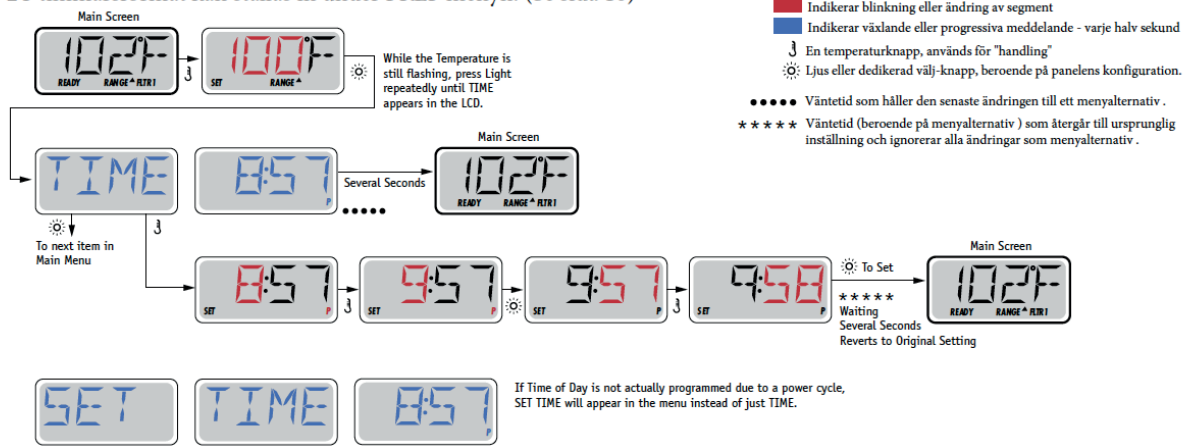 Indikerar blinkning eller ändring av segment
Indikerar växlande eller progressiva meddelande - varje halv sekund
En temperaturknapp, används för "handling"
Ljus eller dedikerad välj-knapp, beroende på panelens konfiguration.
Väntetid som håller den senaste ändringen till ett menyalternativ .
* * * * * Väntetid (beroende på menyalternativ ) som återgår till ursprunglig
inställning och ignorerar alla ändringar som menyalternativ .
Main Screen
102°F
READY RANGE FLTR1
100°F
SET RANGE
While the Temperature is
still flashing, press Light
repeatedly until TIME
appears in the LCD.
TIME
8:57
P
Several Seconds
Main Screen
102°F
READY RANGE FLTR1
To next item in
Main Menu
8:57
SET P
9:57
SET P
9:57
SET P
9:58
SET P
To Set
* * * * *
Waiting
Several Seconds
Reverts to Original Setting
Main Screen
102°F
READY RANGE FLTR1
SET
TIME
8:57
P
If Time of Day is not actually programmed due to a power cycle,
SET TIME will appear in the menu instead of just TIME.